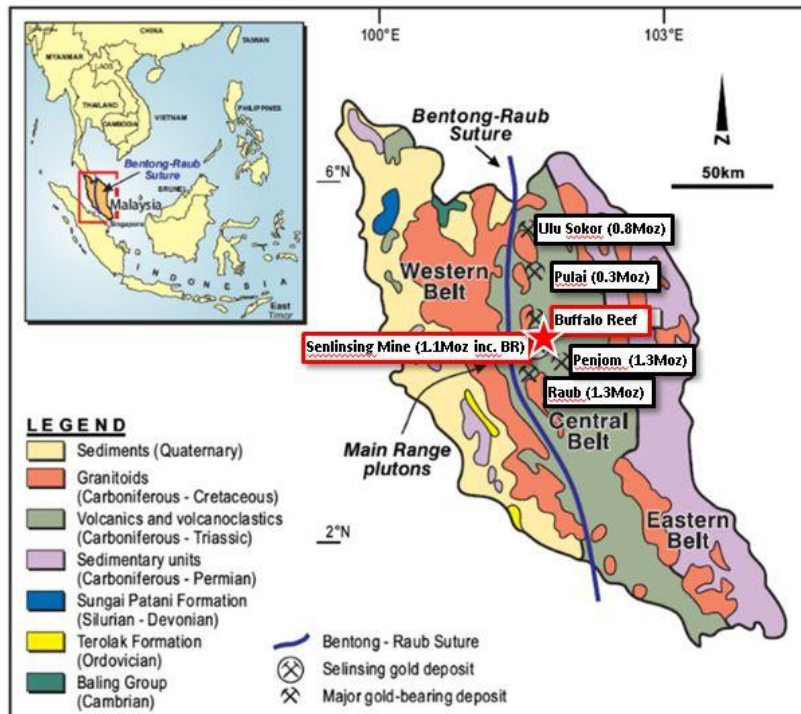 100°E
103°E
CHINA
TAIWAN
MYANMAR
LAOS
THAILAND
VIETNAM
CAMBODIA
PHILIPPINES
Bentong-Raub
Suture
BRUNEI
Malaysia
Singapore
INDONESIA
East
Timor
Bentong-Raub
Suture
6°N
N
50km
Ulu Sokor (0.8Moz)
Western
Belt
Pulai (0.3Moz)
Buffalo Reef
Senlinsing Mine (1.1Moz inc. BR)
Penjom (1.3Moz)
Raub (1.3Moz)
Central
Belt
Main Range
plutons
Eastern
Belt
2°N
LEGEND
Sediments (Quaternary)
Granitoids
(Carboniferous - Cretaceous)
Volcanics and volcanoclastics
(Carboniferous - Triassic)
Sedimentary units
(Carboniferous - Permian)
Sungai Patani Formation
(Silurian - Devonian)
Terolak Formation
(Ordovician)
Baling Group
(Cambrian)
Bentong - Raub Suture
Selinsing gold deposit
Major gold-bearing deposit